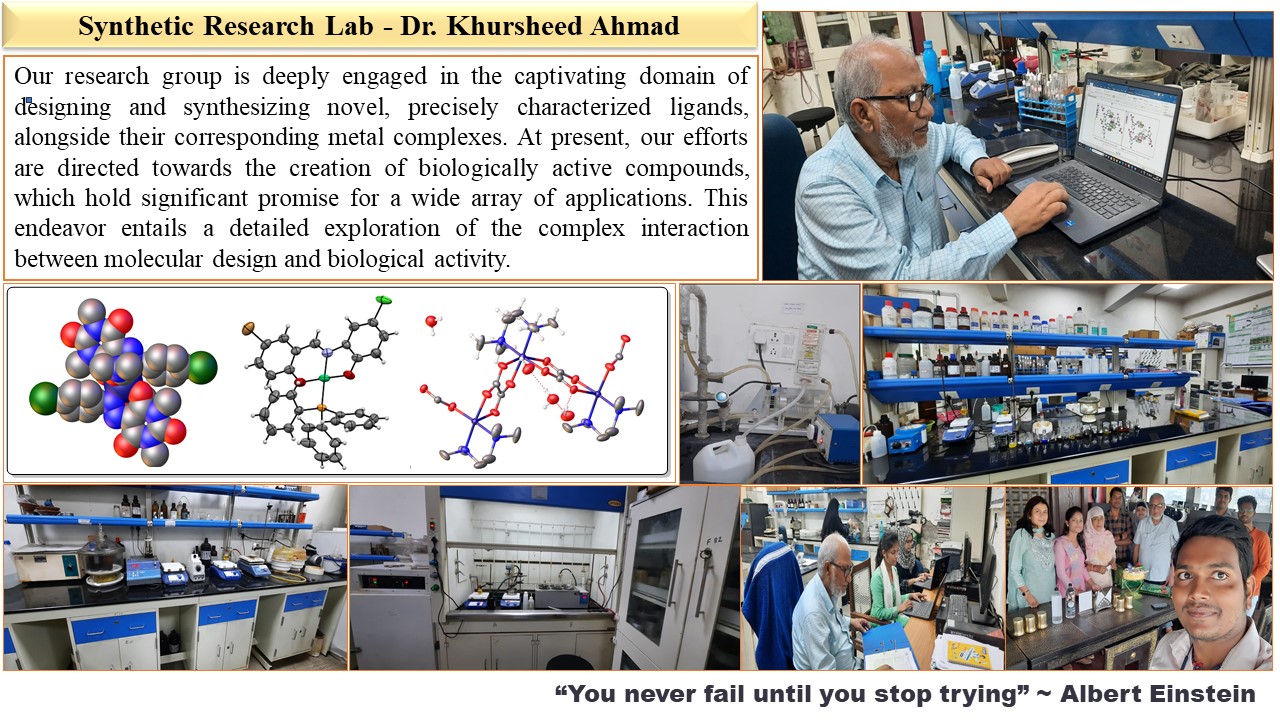 Synthetic Research Lab - Dr. Khursheed Ahmad
Our research group is deeply engaged in the captivating domain of
designing and synthesizing novel, precisely characterized ligands,
alongside their corresponding metal complexes. At present, our efforts
are directed towards the creation of biologically active compounds,
which hold significant promise for a wide array of applications. This
endeavor entails a detailed exploration of the complex interaction
between molecular design and biological activity.
“You never fail until you stop trying” ~ Albert Einstein